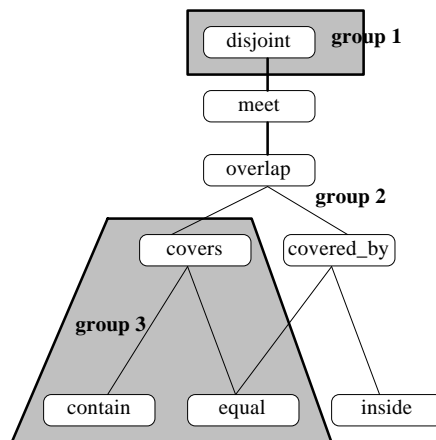 disjoint
group 1
meet
overlap
group 2
covers
covered_by
group 3
contain
equal
inside